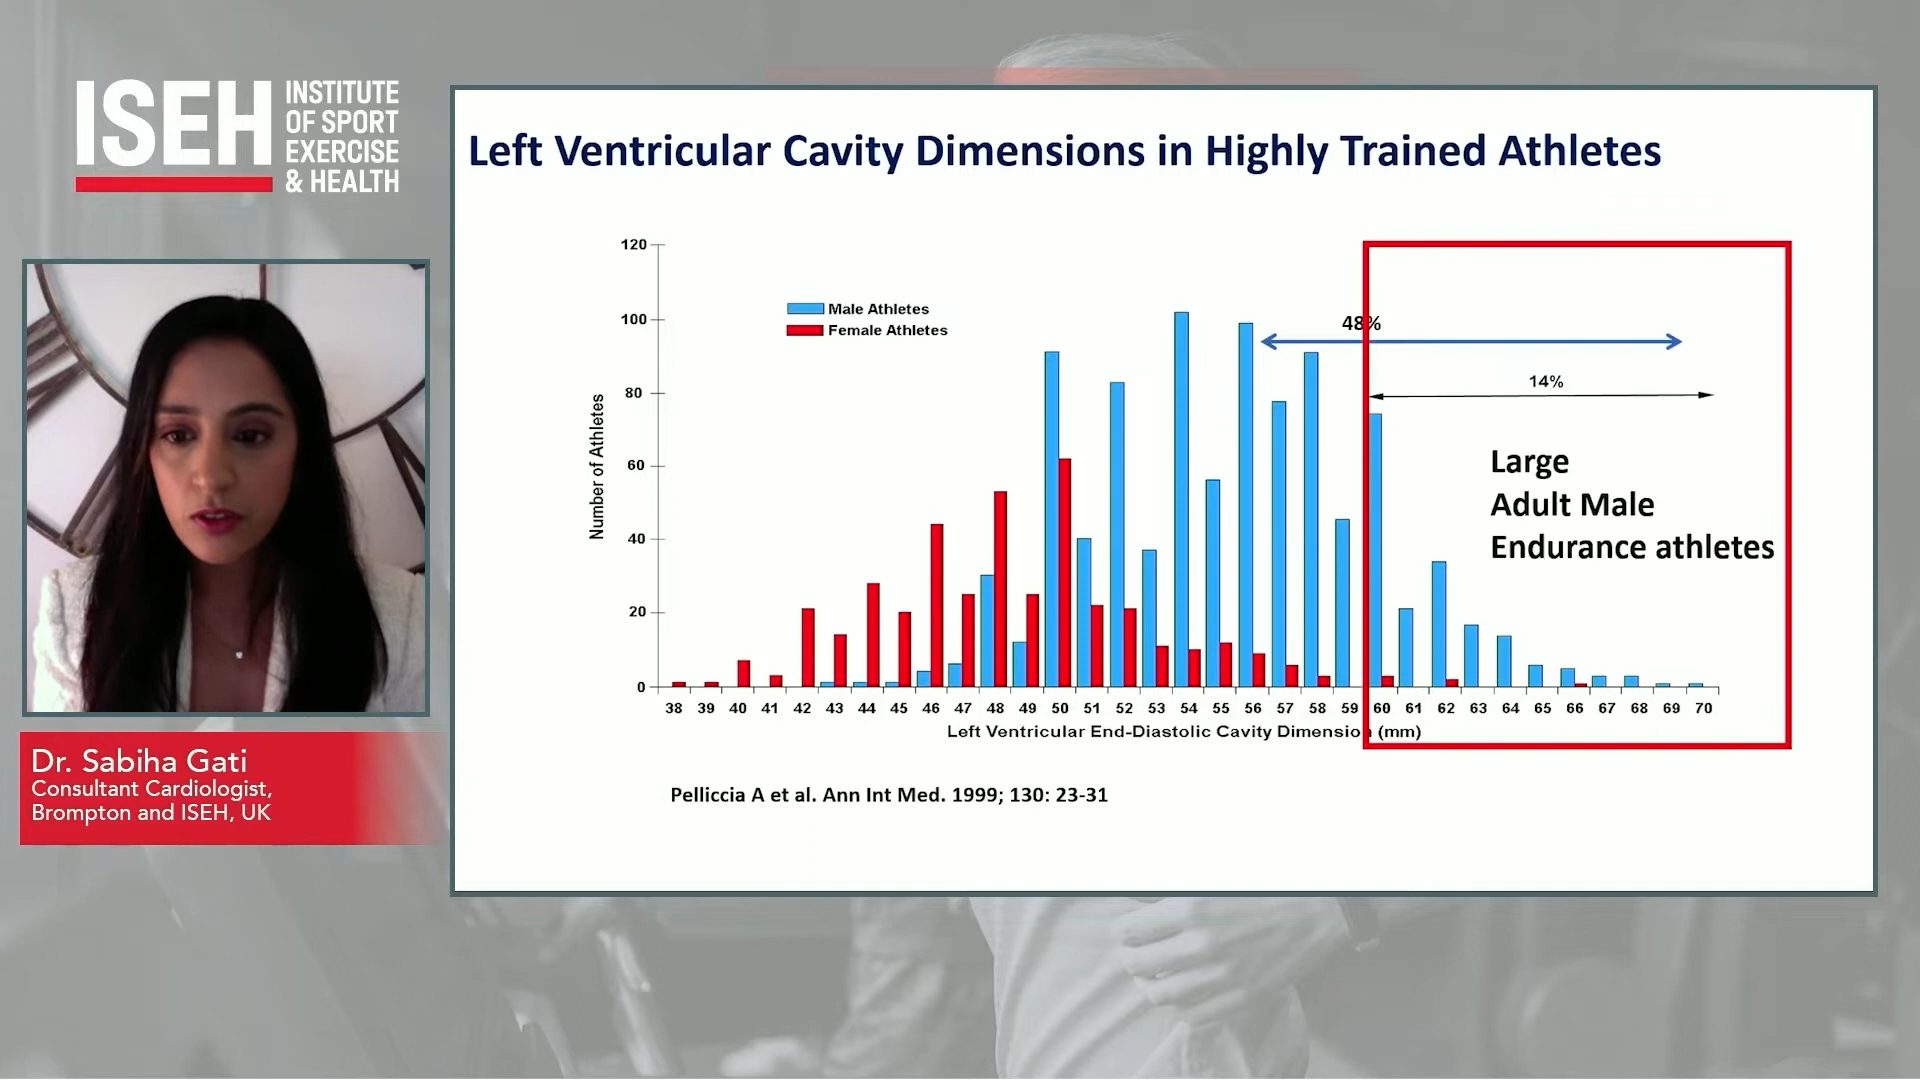 ISEH
INSTITUTE
OF SPORT
EXERCISE
& HEALTH
Dr. Sabiha Gati
Consultant Cardiologist,
Brompton and ISEH, UK
Left Ventricular Cavity Dimensions in Highly Trained Athletes
120
100
80
60
40
20
0
Number of Athletes
Male Athletes
Female Athletes
48%
14%
Large
Adult Male
Endurance athletes
38 39 40 41 42 43 44 45 46 47 48 49 50 51 52 53 54 55 56 57 58 59 60 61 62 63 64 65 66 67 68 69 70
Left Ventricular End-Diastolic Cavity Dimension (mm)
Pelliccia A et al. Ann Int Med. 1999; 130: 23-31